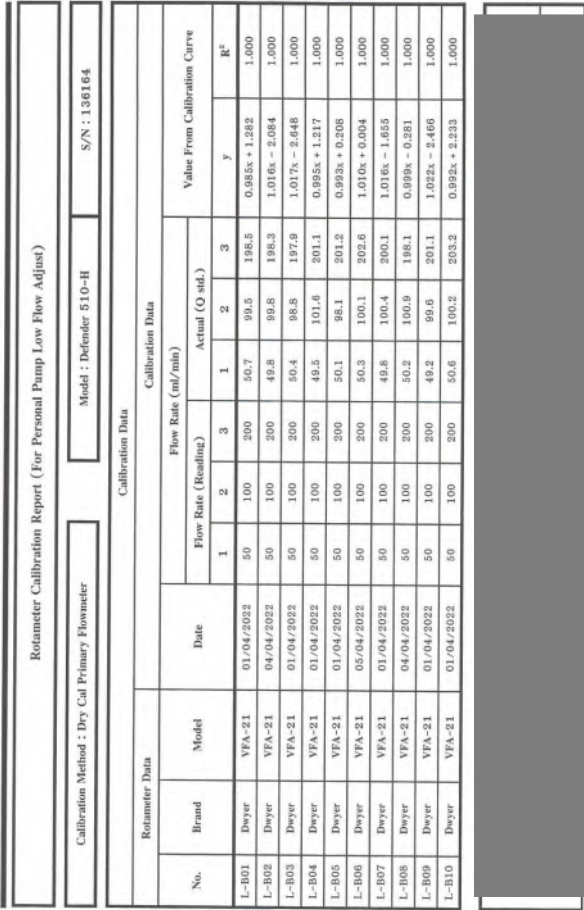 Rotameter Calibration Report (For Personal Pump Low Flow Adjust)
Calibration Method : Dry Cal Primary Flowmeter Model : Defender 510-H S/N : 136164
Calibration Data
Rotameter Data Calibration Data
No. Brand Model Date Flow Rate (ml/min) Value From Calibration Curve
Flow Rate (Reading) Actual (Q std.)
1 2 3 1 2 3 y R²
L-B01 Dwyer VFA-21 01/04/2022 50 100 200 50.7 99.5 198.5 0.985x + 1.282 1.000
L-B02 Dwyer VFA-21 04/04/2022 50 100 200 49.8 99.8 198.3 1.016x − 2.084 1.000
L-B03 Dwyer VFA-21 01/04/2022 50 100 200 50.4 98.8 197.9 1.017x − 2.648 1.000
L-B04 Dwyer VFA-21 01/04/2022 50 100 200 49.5 101.6 201.1 0.995x + 1.217 1.000
L-B05 Dwyer VFA-21 01/04/2022 50 100 200 50.1 98.1 201.2 0.993x + 0.208 1.000
L-B06 Dwyer VFA-21 05/04/2022 50 100 200 50.3 100.1 202.6 1.010x + 0.004 1.000
L-B07 Dwyer VFA-21 01/04/2022 50 100 200 49.8 100.4 200.1 1.016x − 1.655 1.000
L-B08 Dwyer VFA-21 04/04/2022 50 100 200 50.2 100.9 198.1 0.999x − 0.281 1.000
L-B09 Dwyer VFA-21 01/04/2022 50 100 200 49.2 99.6 201.1 1.022x − 2.466 1.000
L-B10 Dwyer VFA-21 01/04/2022 50 100 200 50.6 100.2 203.2 0.992x + 2.233 1.000